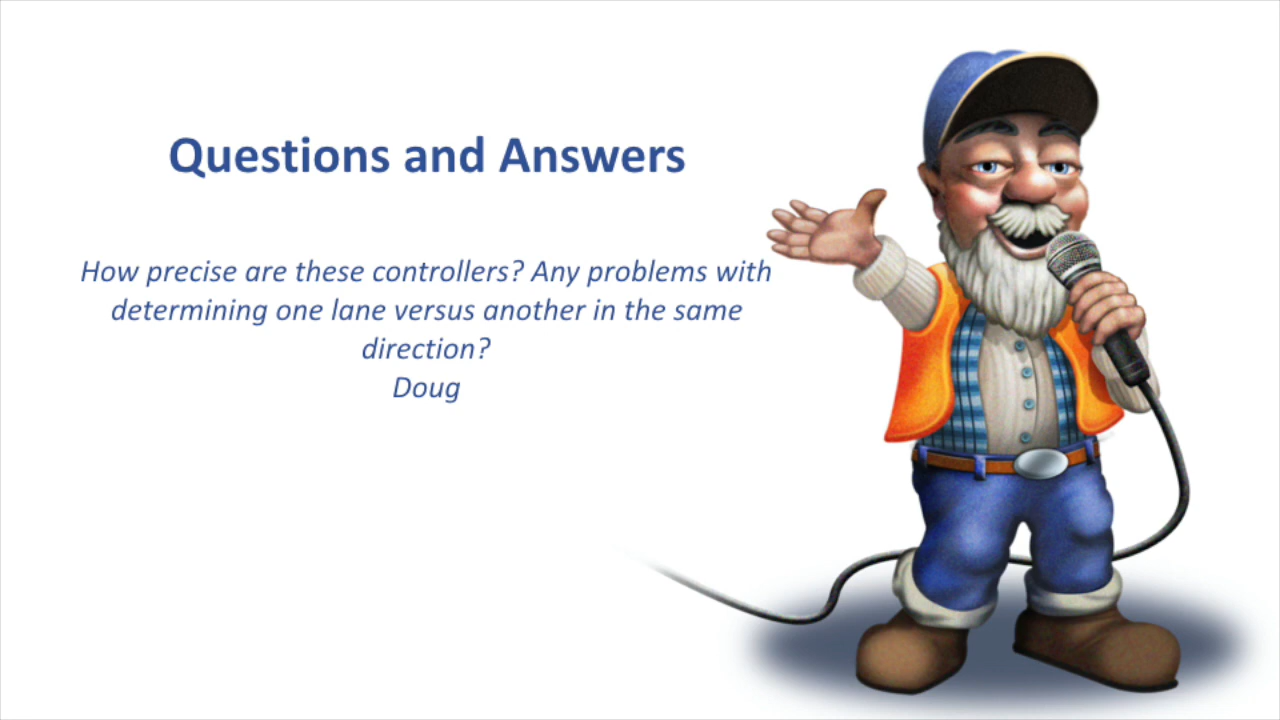 Questions and Answers
How precise are these controllers? Any problems with
determining one lane versus another in the same
direction?
Doug